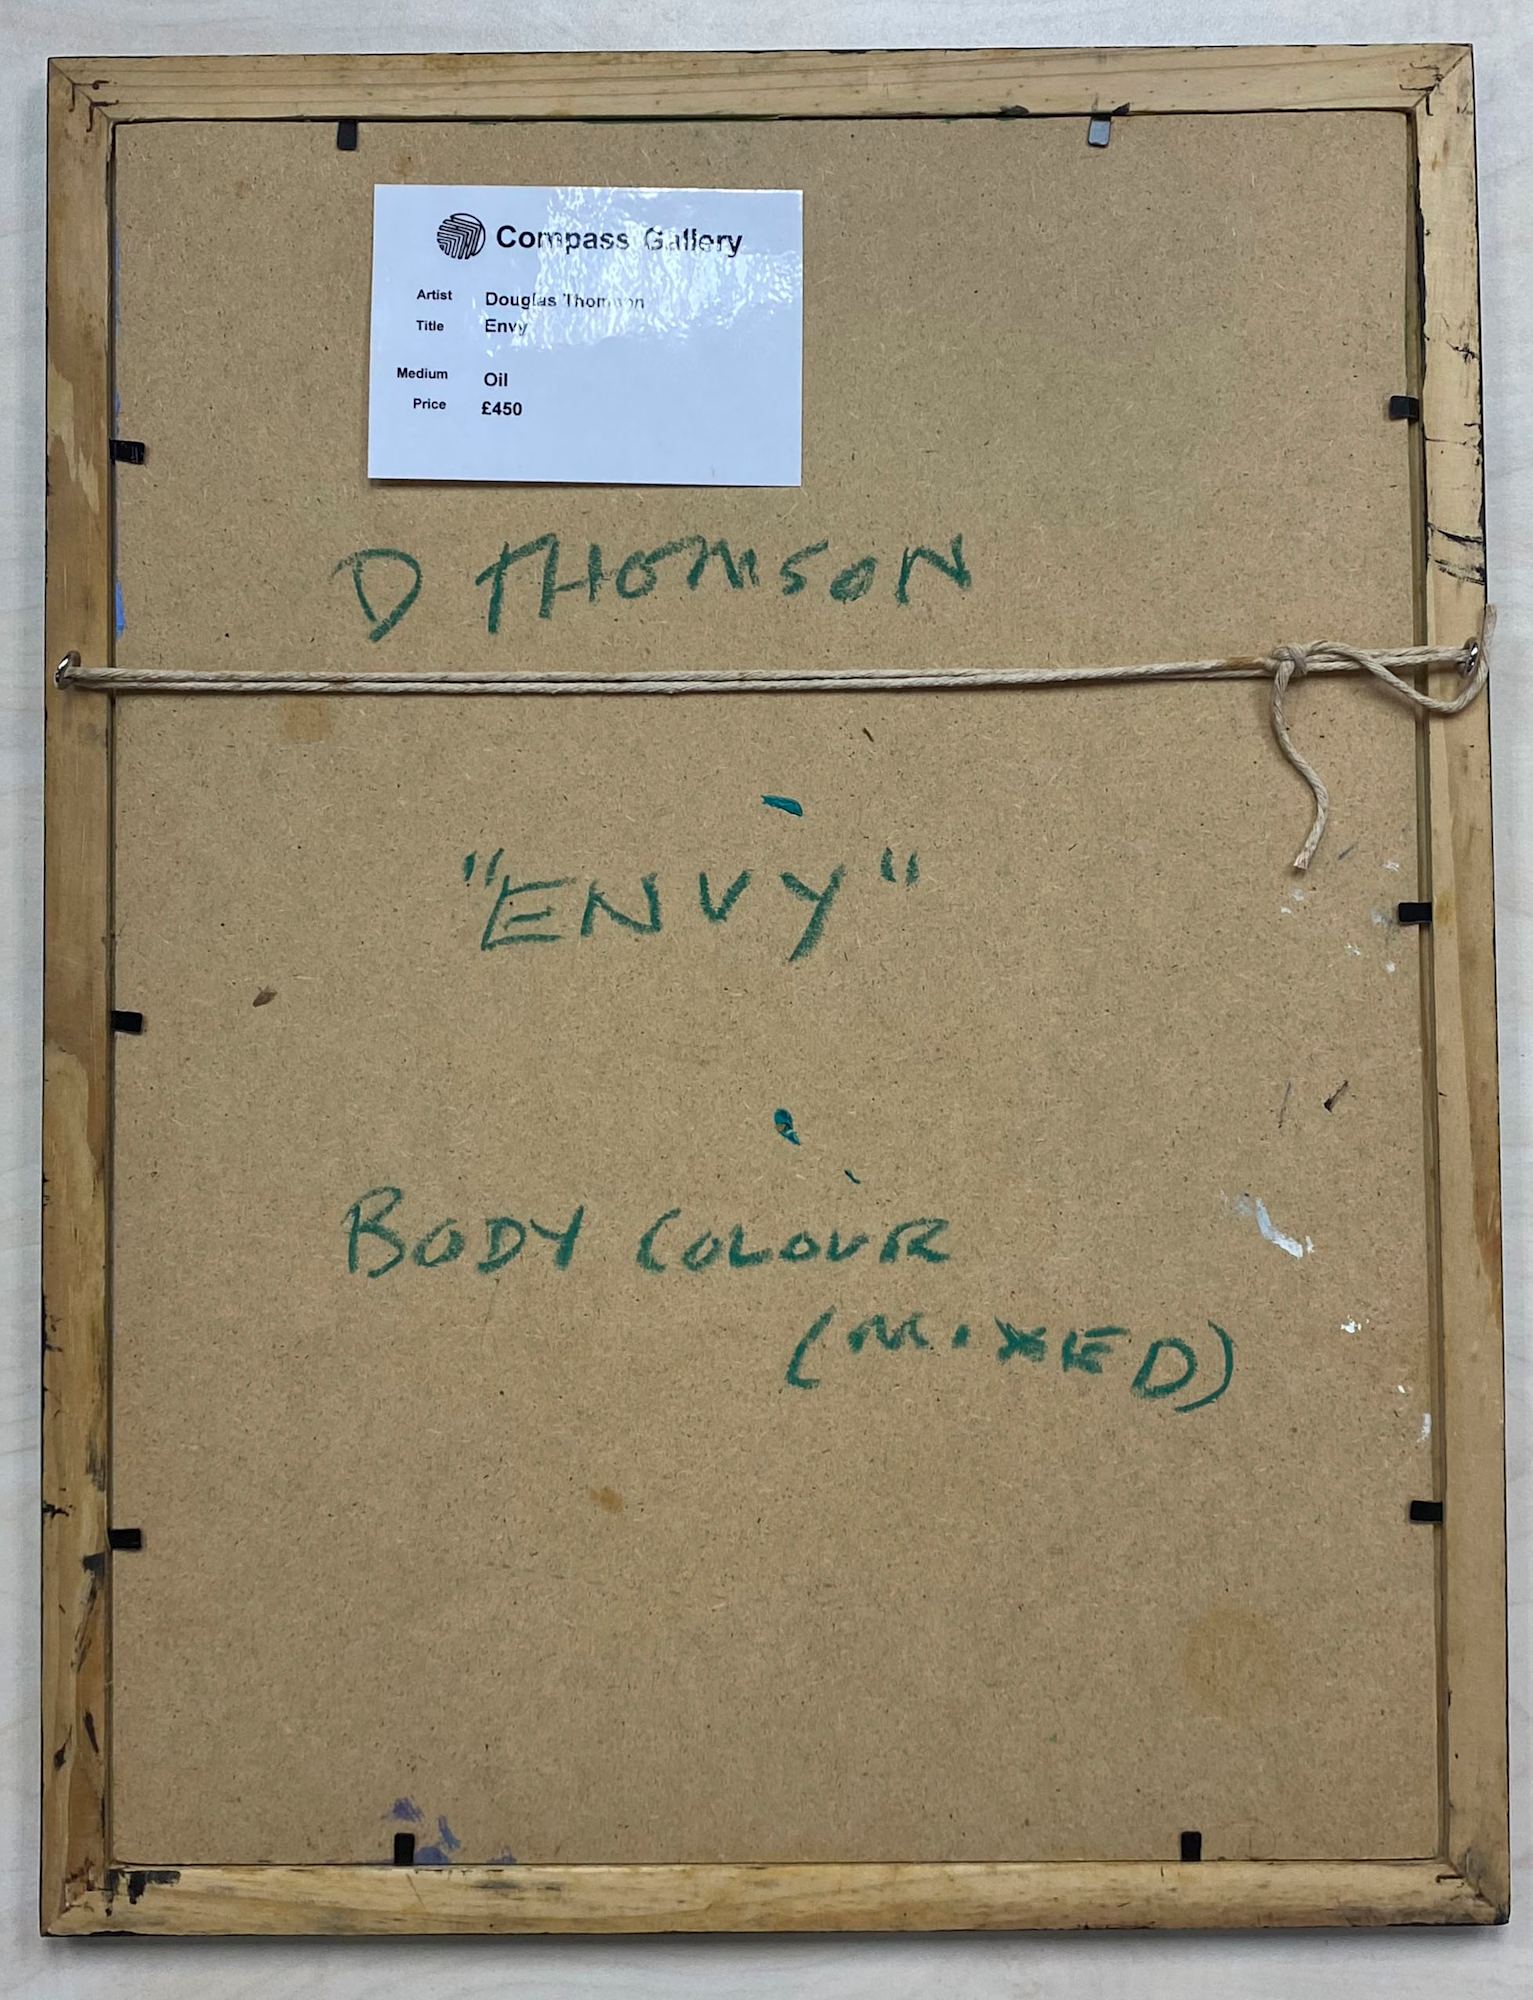 Compass Gallery
Artist Douglas Thomson
Title Envy
Medium Oil
Price £450
D THOMSON
"ENVY"
BODY COLOUR
(MIXED)